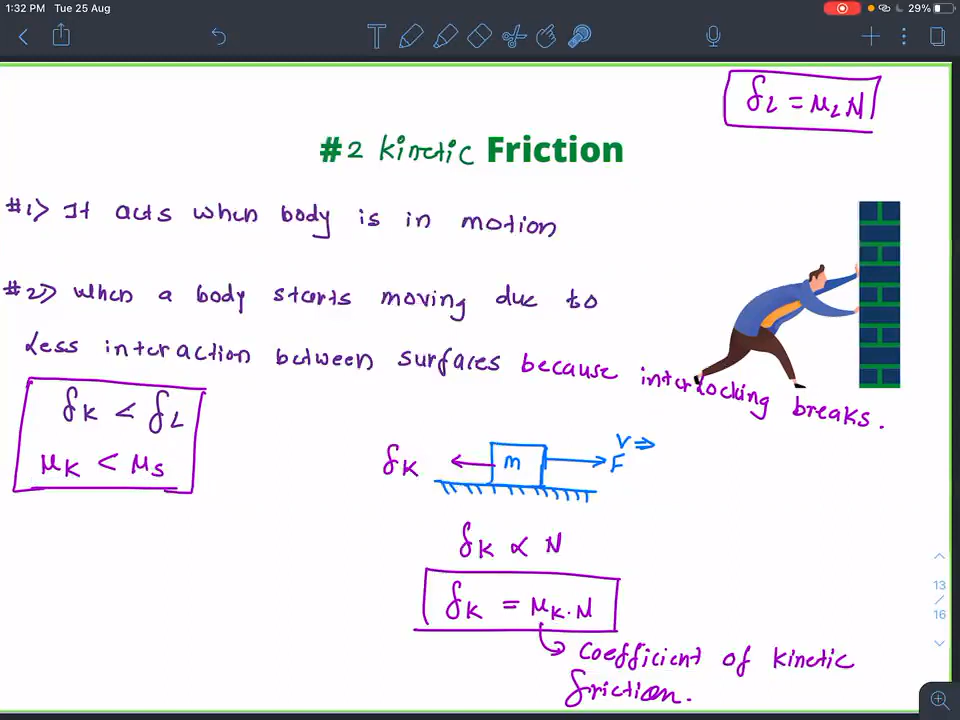 1:32 PM Tue 25 Aug
29%
fL = μL N
#2 Kinetic Friction
#1) It acts when body is in motion
#2) When a body starts moving due to
Less interaction between surfaces because interlocking breaks.
fK < fL
μK < μS
V ⇒
fK m F
fK ∝ N
fK = μK . N
Coefficient of kinetic
friction.
13
/
16